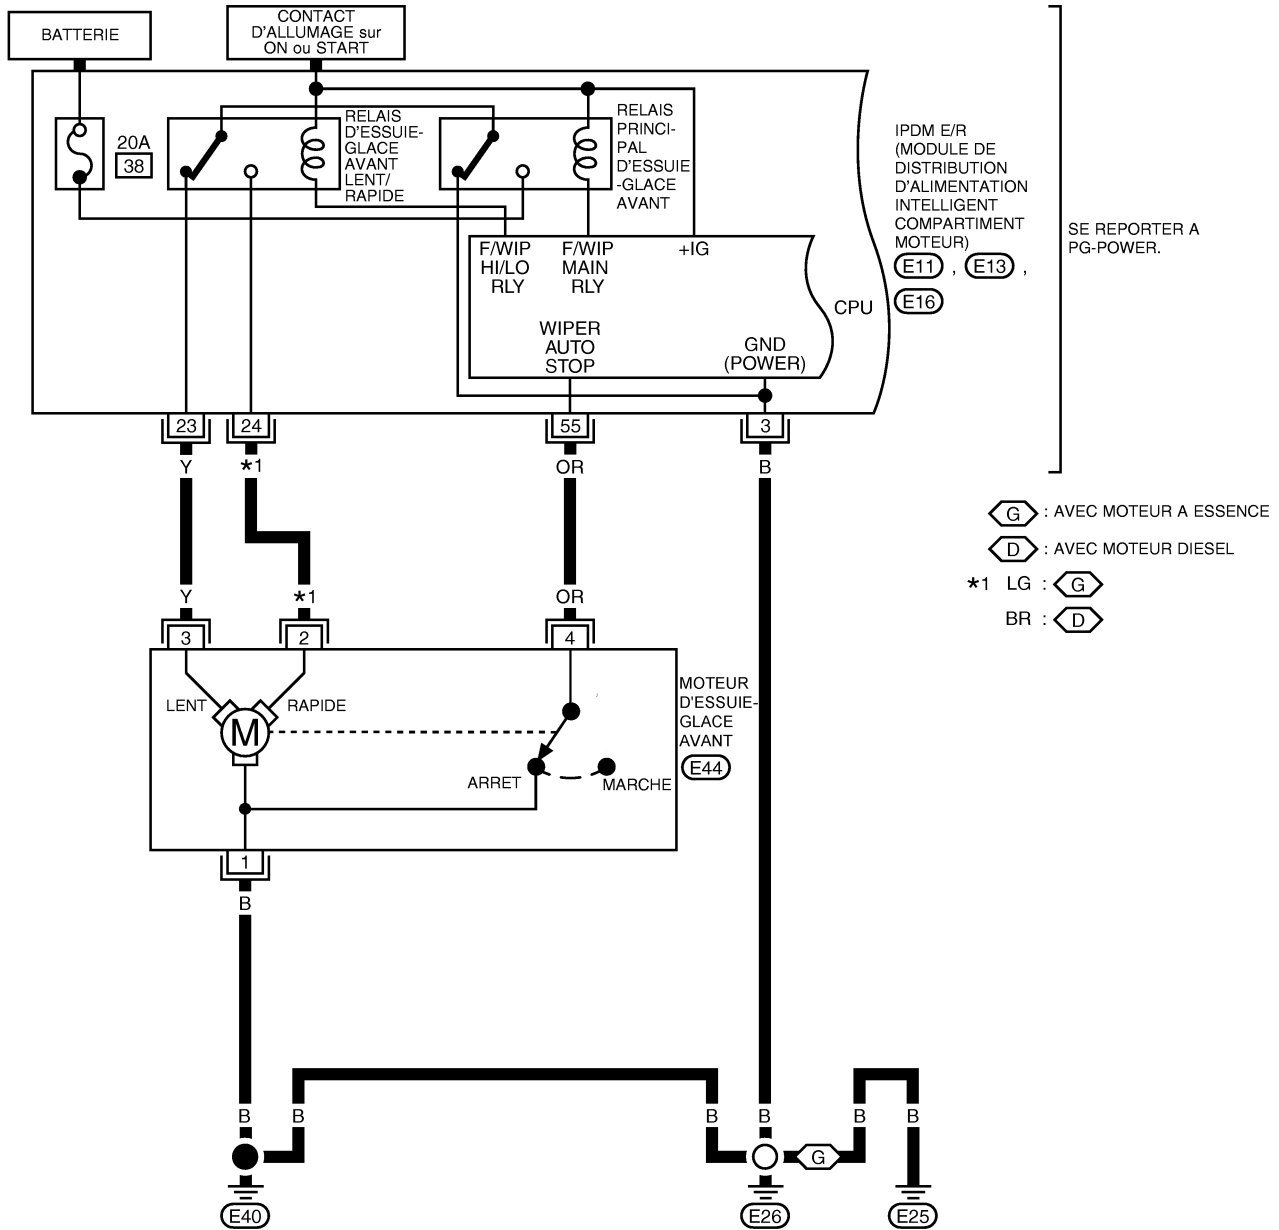 BATTERIE
CONTACT
D'ALLUMAGE sur
ON ou START
20A
38
RELAIS
D'ESSUIE-
GLACE
AVANT
LENT/
RAPIDE
RELAIS
PRINCI-
PAL
D'ESSUIE
-GLACE
AVANT
IPDM E/R
(MODULE DE
DISTRIBUTION
D'ALIMENTATION
INTELLIGENT
COMPARTIMENT
MOTEUR)
E11 , E13 ,
E16
SE REPORTER A
PG-POWER.
F/WIP
HI/LO
RLY
F/WIP
MAIN
RLY
+IG
CPU
WIPER
AUTO
STOP
GND
(POWER)
23 24 55 3
Y *1 OR B
G : AVEC MOTEUR A ESSENCE
D : AVEC MOTEUR DIESEL
*1 LG : G
BR : D
Y *1 OR
3 2 4
LENT RAPIDE
M
ARRET MARCHE
MOTEUR
D'ESSUIE-
GLACE
AVANT
E44
1
B
B B B B B B
G
E40 E26 E25